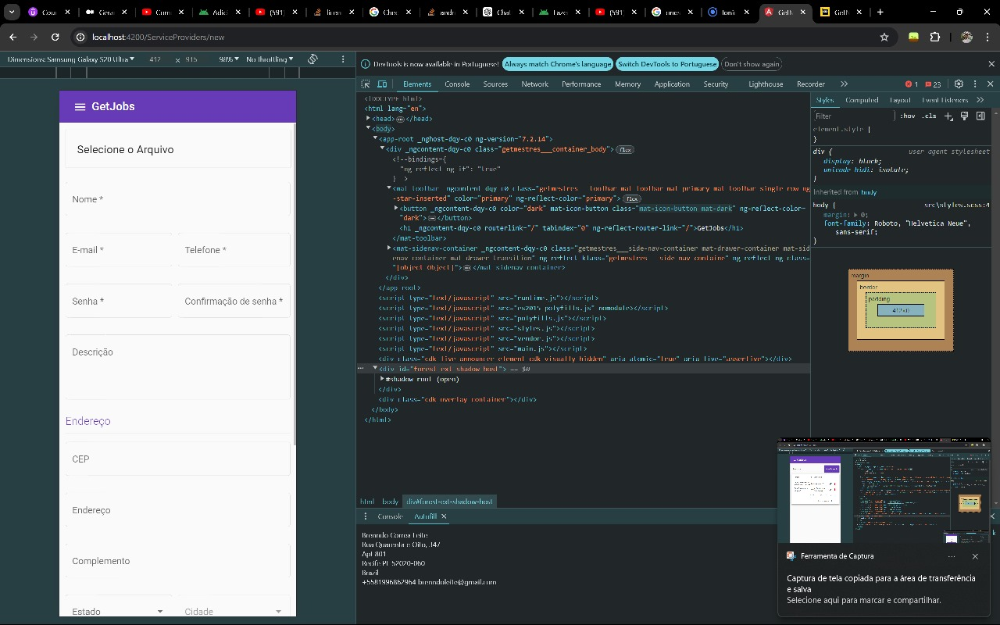 Cour
Gera
Com
Adici
(591)
licen
Chec
andri
Chat
Faze
(591)
ones
Ionic
GetN
GetN
localhost:4200/ServiceProviders/new
Dimensions: Samsung Galaxy S20 Ultra 412 × 915 98% No throttling
DevTools is now available in Portuguese! Always match Chrome's language Switch DevTools to Portuguese Don't show again
Elements Console Sources Network Performance Memory Application Security Lighthouse Recorder 1 23
GetJobs
Selecione o Arquivo
Nome *
E-mail * Telefone *
Senha * Confirmação de senha *
Descrição
Endereço
CEP
Endereço
Complemento
Estado Cidade
<!DOCTYPE html>
<html lang="en">
<head> </head>
<body>
<app-root _nghost-dqy-c0 ng-version="7.2.14">
<div _ngcontent-dqy-c0 class="getmestres___container_body"> flex
<!--bindings={
"ng-reflect-ng-if": "true"
}-->
<mat-toolbar _ngcontent-dqy-c0 class="getmestres___toolbar mat-toolbar mat-primary mat-toolbar-single-row ng
-star-inserted" color="primary" ng-reflect-color="primary"> flex
<button _ngcontent-dqy-c0 color="dark" mat-icon-button class="mat-icon-button mat-dark" ng-reflect-color=
"dark"> </button>
<h1 _ngcontent-dqy-c0 routerlink="/" tabindex="0" ng-reflect-router-link="/">GetJobs</h1>
</mat-toolbar>
<mat-sidenav-container _ngcontent-dqy-c0 class="getmestres___side-nav-container mat-drawer-container mat-sid
enav-container mat-drawer-transition" ng-reflect-klass="getmestres___side-nav-containe" ng-reflect-ng-class=
"[object Object]"> </mat-sidenav-container>
</div>
</app-root>
<script type="text/javascript" src="runtime.js"></script>
<script type="text/javascript" src="es2015-polyfills.js" nomodule></script>
<script type="text/javascript" src="polyfills.js"></script>
<script type="text/javascript" src="styles.js"></script>
<script type="text/javascript" src="vendor.js"></script>
<script type="text/javascript" src="main.js"></script>
<div class="cdk-live-announcer-element cdk-visually-hidden" aria-atomic="true" aria-live="assertive"></div>
<div id="forest-ext-shadow-host"> == $0
#shadow-root (open)
</div>
<div class="cdk-overlay-container"></div>
</body>
</html>
html body div#forest-ext-shadow-host
Console Autofill
Brenndo Correa Leite
Rua Quarenta e Oito, 347
Apt 801
Recife PE 52020-060
Brazil
+5581996862964 brenndoleite@gmail.com
Styles Computed Layout Event Listeners
Filter :hov .cls
element.style {
}
div { user agent stylesheet
display: block;
unicode-bidi: isolate;
}
Inherited from body
body { src\styles.scss:4
margin: 0;
font-family: Roboto, "Helvetica Neue",
sans-serif;
}
margin
border
padding
412×0
Ferramenta de Captura
Captura de tela copiada para a área de transferência
e salva
Selecione aqui para marcar e compartilhar.